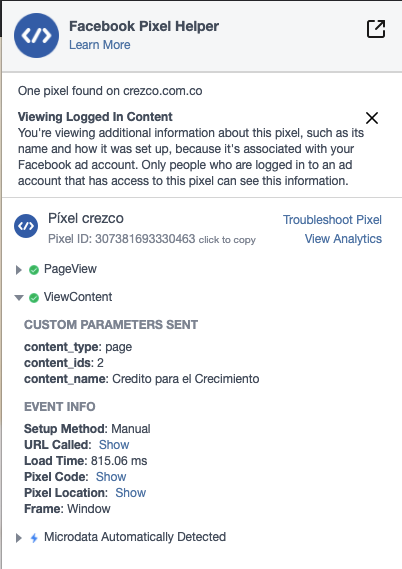 Facebook Pixel Helper
Learn More
One pixel found on crezco.com.co
Viewing Logged In Content
You're viewing additional information about this pixel, such as its
name and how it was set up, because it's associated with your
Facebook ad account. Only people who are logged in to an ad
account that has access to this pixel can see this information.
Píxel crezco
Troubleshoot Pixel
Pixel ID: 307381693330463 click to copy
View Analytics
PageView
ViewContent
CUSTOM PARAMETERS SENT
content_type: page
content_ids: 2
content_name: Credito para el Crecimiento
EVENT INFO
Setup Method: Manual
URL Called: Show
Load Time: 815.06 ms
Pixel Code: Show
Pixel Location: Show
Frame: Window
Microdata Automatically Detected